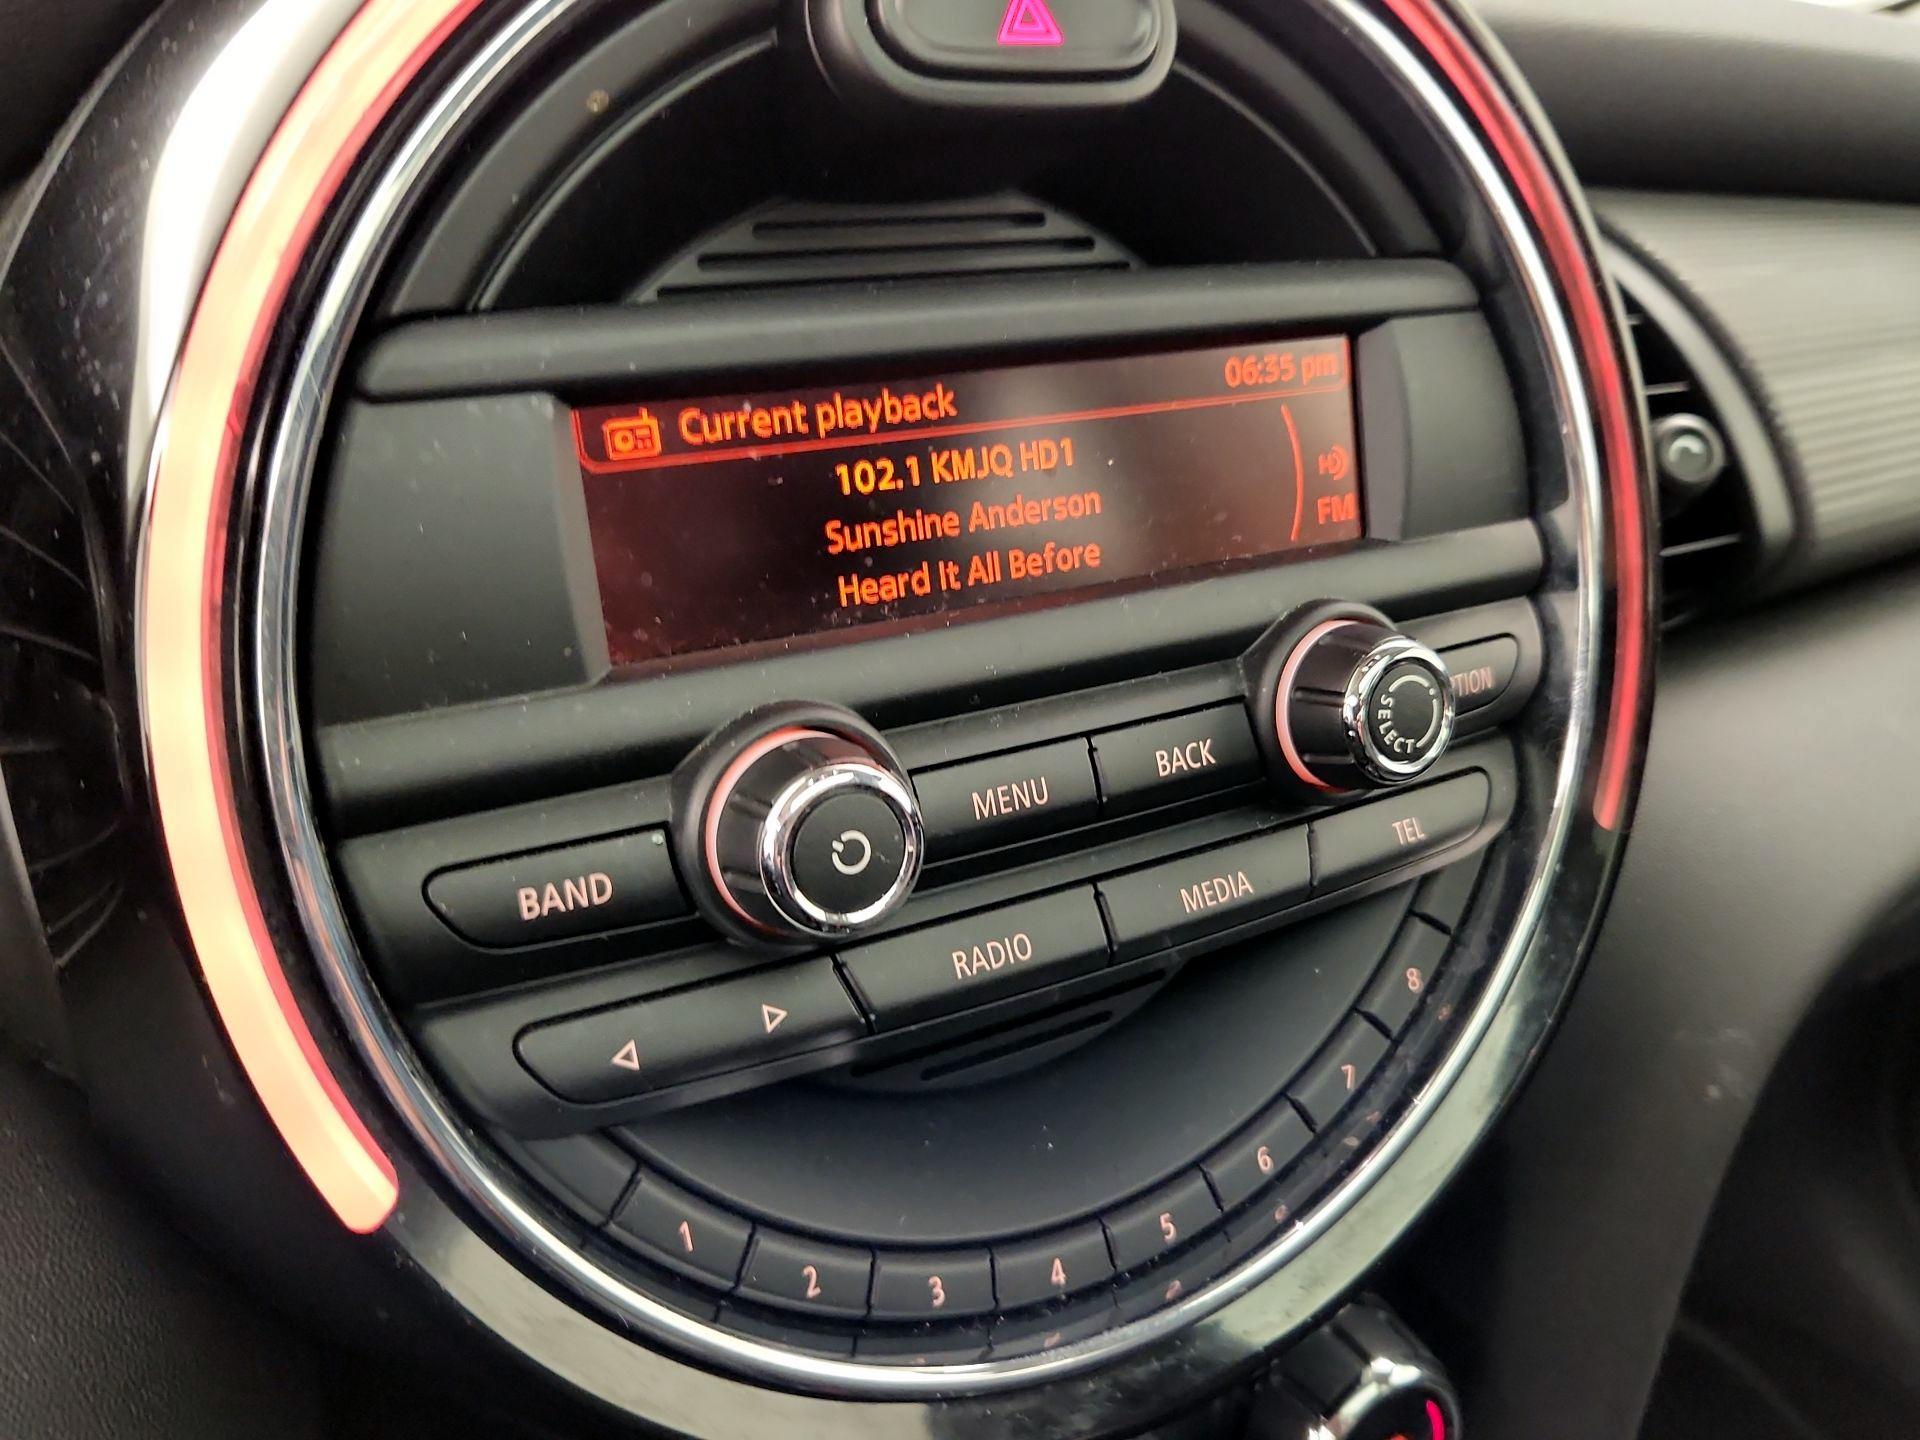 Current playback 06:35 pm
102.1 KMJQ HD1
Sunshine Anderson
FM
Heard It All Before
SELECT
MENU
BACK
BAND
RADIO
MEDIA
TEL
1
2
3
4
5
6
7
8